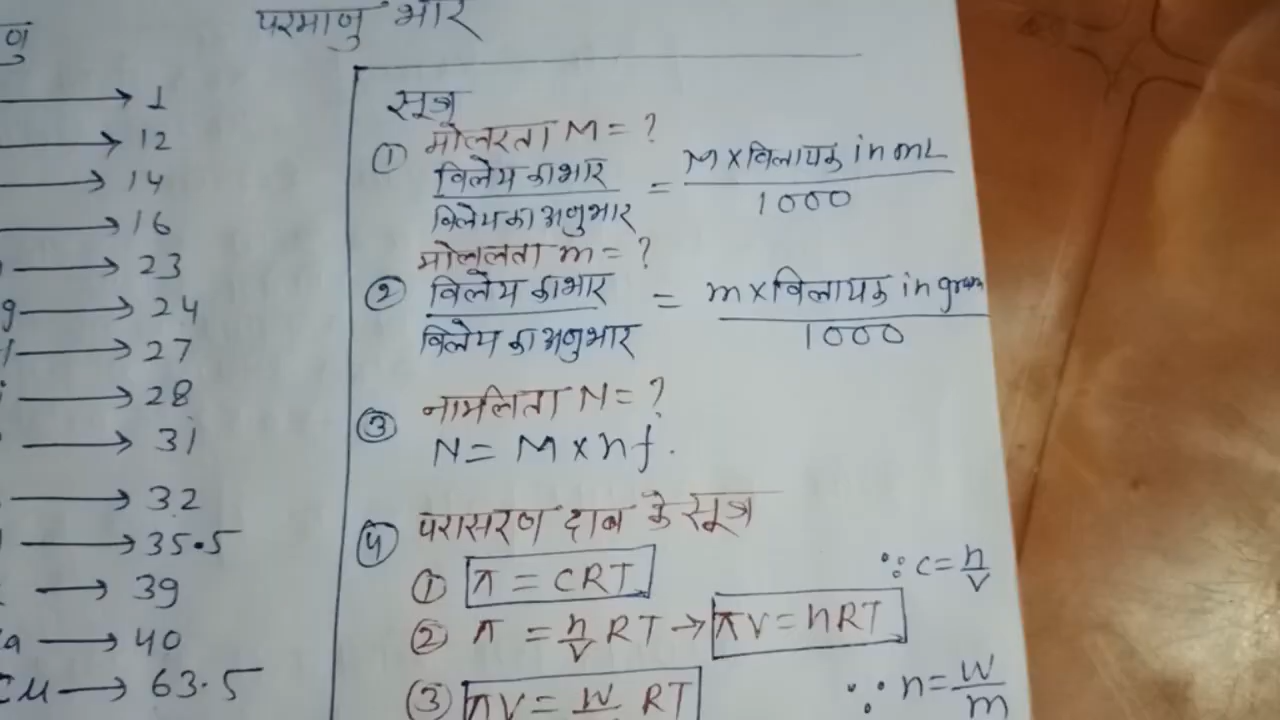 णु
परमाणु भार
→ 1
→ 12
→ 14
→ 16
→ 23
g → 24
→ 27
→ 28
→ 31
→ 32
→ 35.5
→ 39
a → 40
Cu → 63.5
सूत्र
① मोलरता M = ?
विलेय का भार / विलेय का अणुभार = M × विलायक in mL / 1000
मोललता m = ?
② विलेय का भार / विलेय का अणुभार = m × विलायक in gram / 1000
③ नार्मलता N = ?
N = M × nf.
④ परासरण दाब के सूत्र
① π = CRT ∵ C = n/V
② π = n/V RT → πV = nRT
③ πV = W/ RT ∵ n = W/m